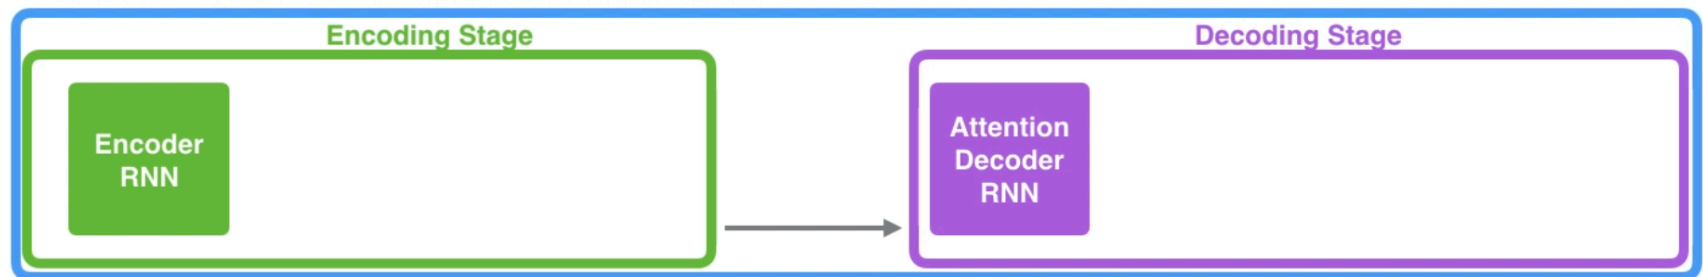 Encoding Stage
Decoding Stage
Encoder
RNN
Attention
Decoder
RNN